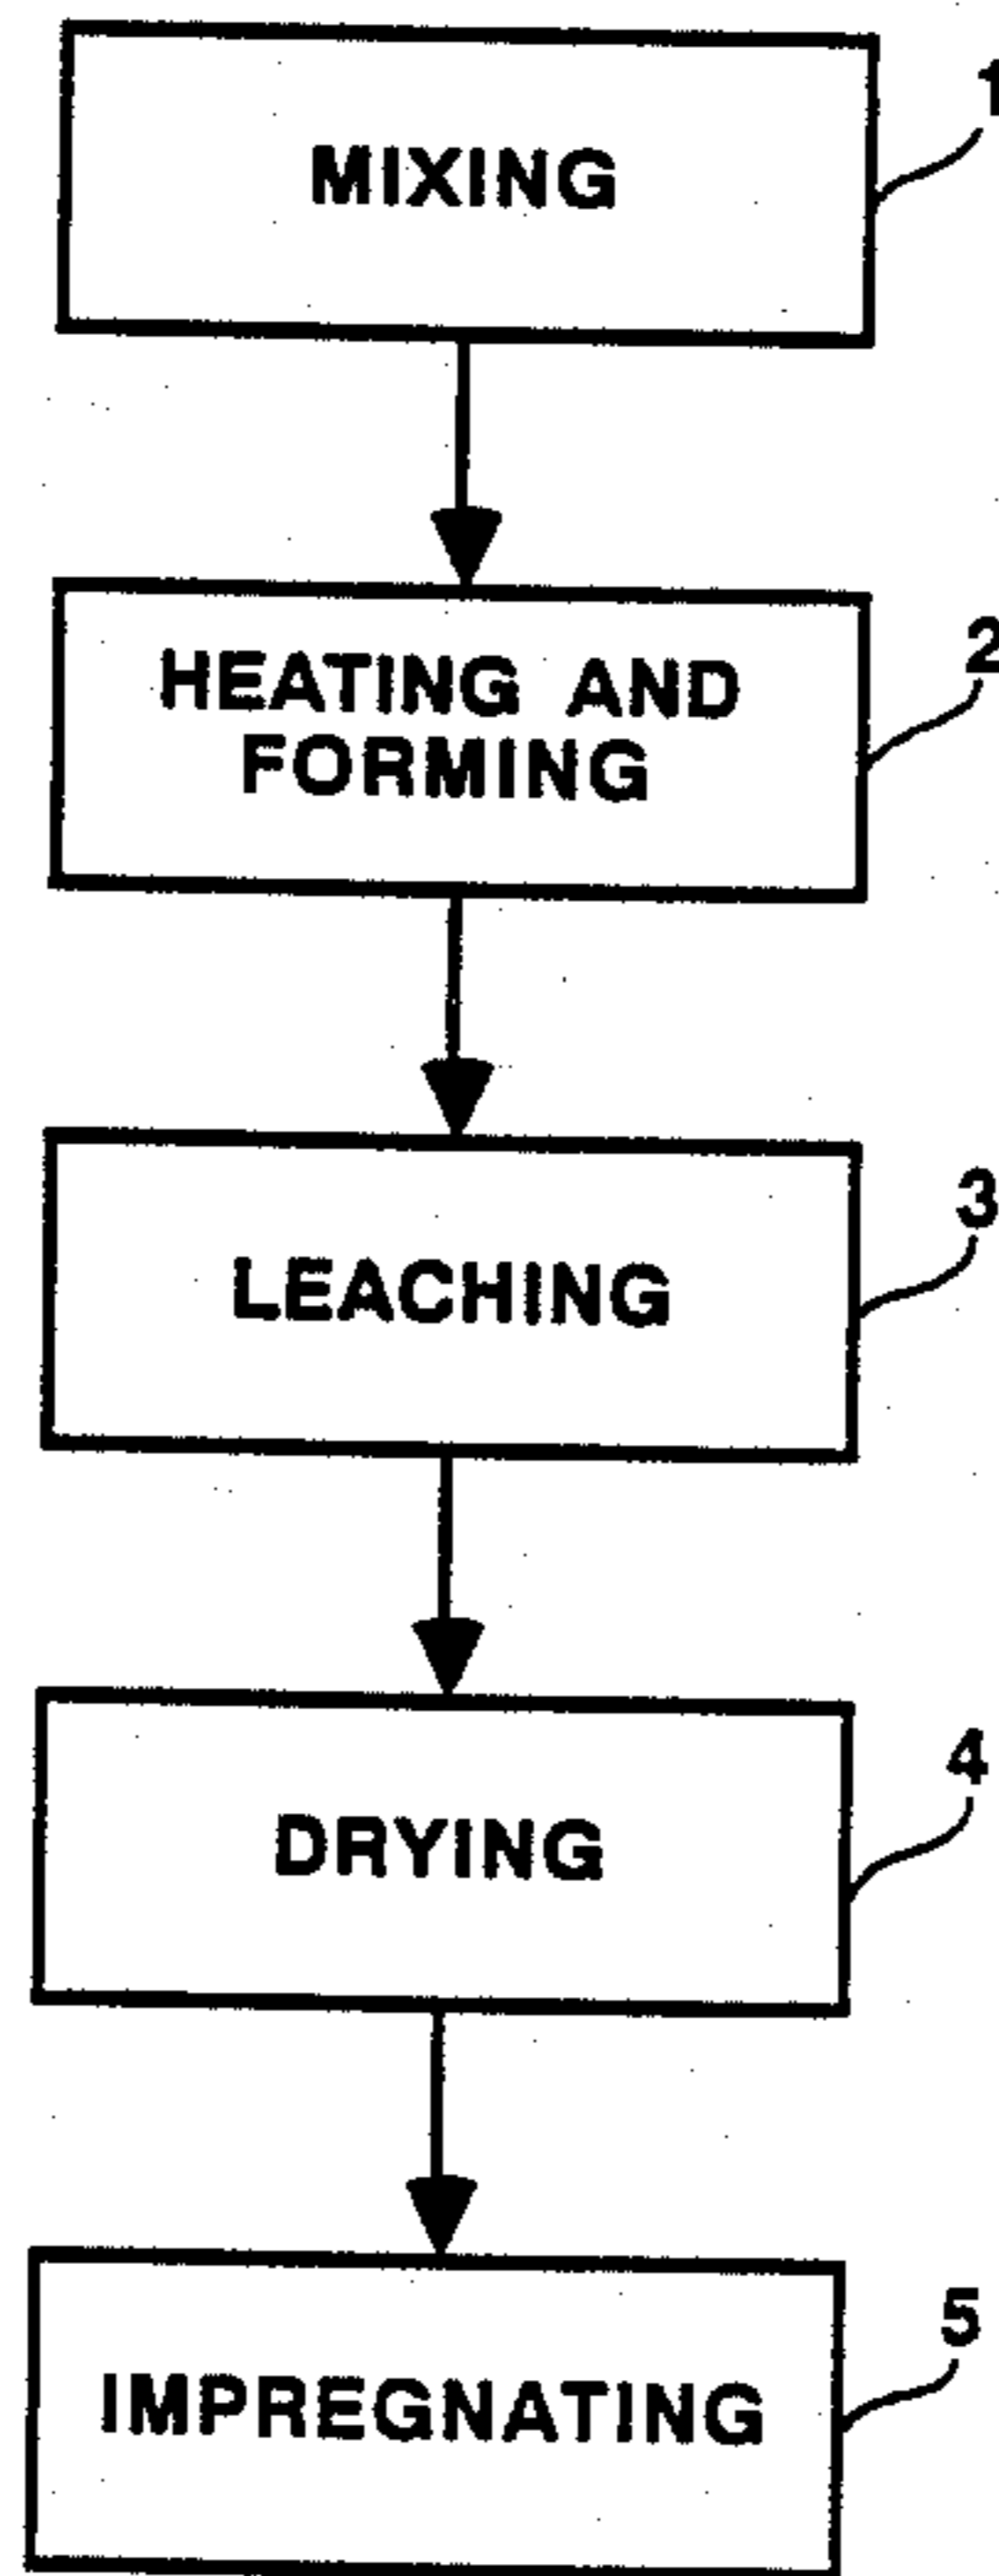 MIXING
1
HEATING AND
FORMING
2
LEACHING
3
DRYING
4
IMPREGNATING
5